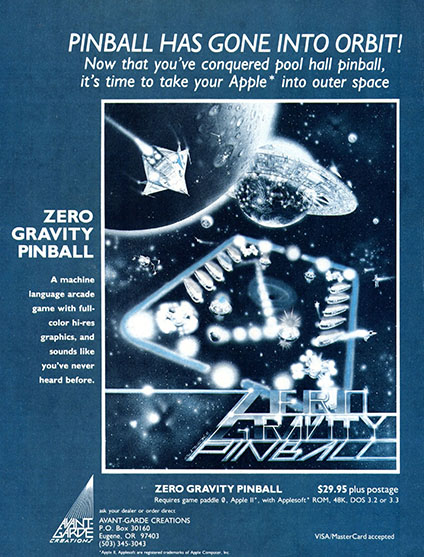 PINBALL HAS GONE INTO ORBIT!
Now that you've conquered pool hall pinball,
it's time to take your Apple* into outer space
ZERO
GRAVITY
PINBALL
A machine
language arcade
game with full-
color hi-res
graphics, and
sounds like
you've never
heard before.
ZERO
GRAVITY
PINBALL
ZERO GRAVITY PINBALL $29.95 plus postage
Requires game paddle 0, Apple II*, with Applesoft* ROM, 48K, DOS 3.2 or 3.3
ask your dealer or order direct
AVANT-GARDE CREATIONS
P.O. Box 30160
Eugene, OR 97403
(503) 345-3043
VISA/MasterCard accepted
AVANT
GARDE
CREATIONS
*Apple II, Applesoft are registered trademarks of Apple Computer, Inc.